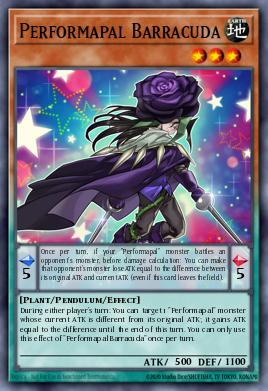 PERFORMAPAL BARRACUDA
EARTH
地
Once per turn, if your "Performapal" monster battles an
opponent's monster, before damage calculation: You can make
that opponent's monster lose ATK equal to the difference between
its original ATK and current ATK (even if this card leaves the field).
5
5
[PLANT/PENDULUM/EFFECT]
During either player's turn: You can target 1 "Performapal" monster
whose current ATK is different from its original ATK; it gains ATK
equal to the difference until the end of this turn. You can only use
this effect of "Performapal Barracuda" once per turn.
ATK/ 500 DEF/ 1100